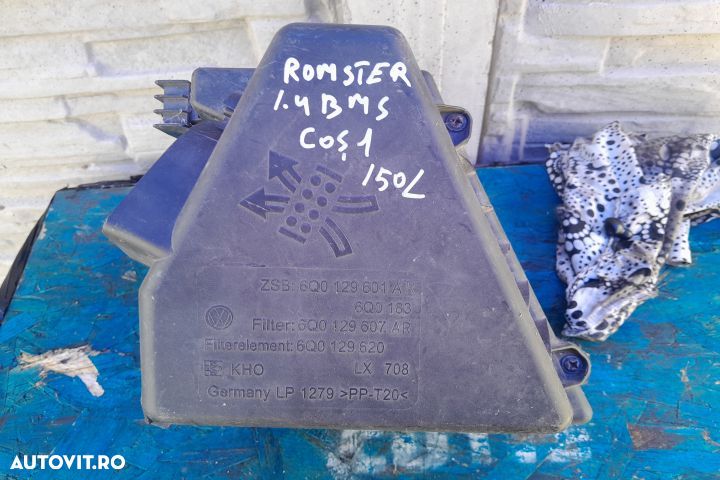 ROMSTER
1.4 BMS
COȘ 1
150L
ZSB: 6Q0 129 601 AR
6Q0 183
Filter: 6Q0 129 607 AR
Filterelement: 6Q0 129 620
KHO LX 708
Germany LP 1279 >PP-T20<
AUTOVIT.RO